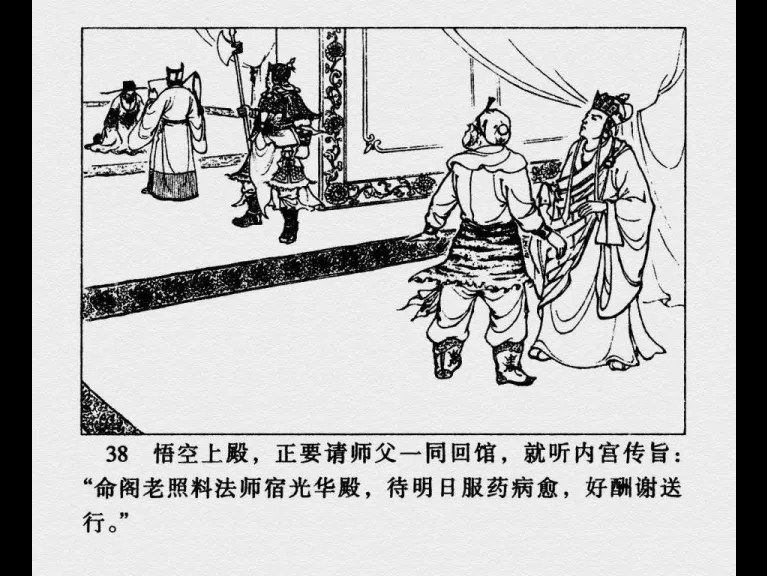 38 悟空上殿，正要请师父一同回馆，就听内宫传旨：
“命阁老照料法师宿光华殿，待明日服药病愈，好酬谢送
行。”